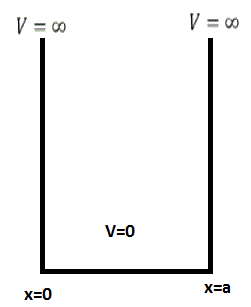 V = ∞
V = ∞
V=0
x=0
x=a